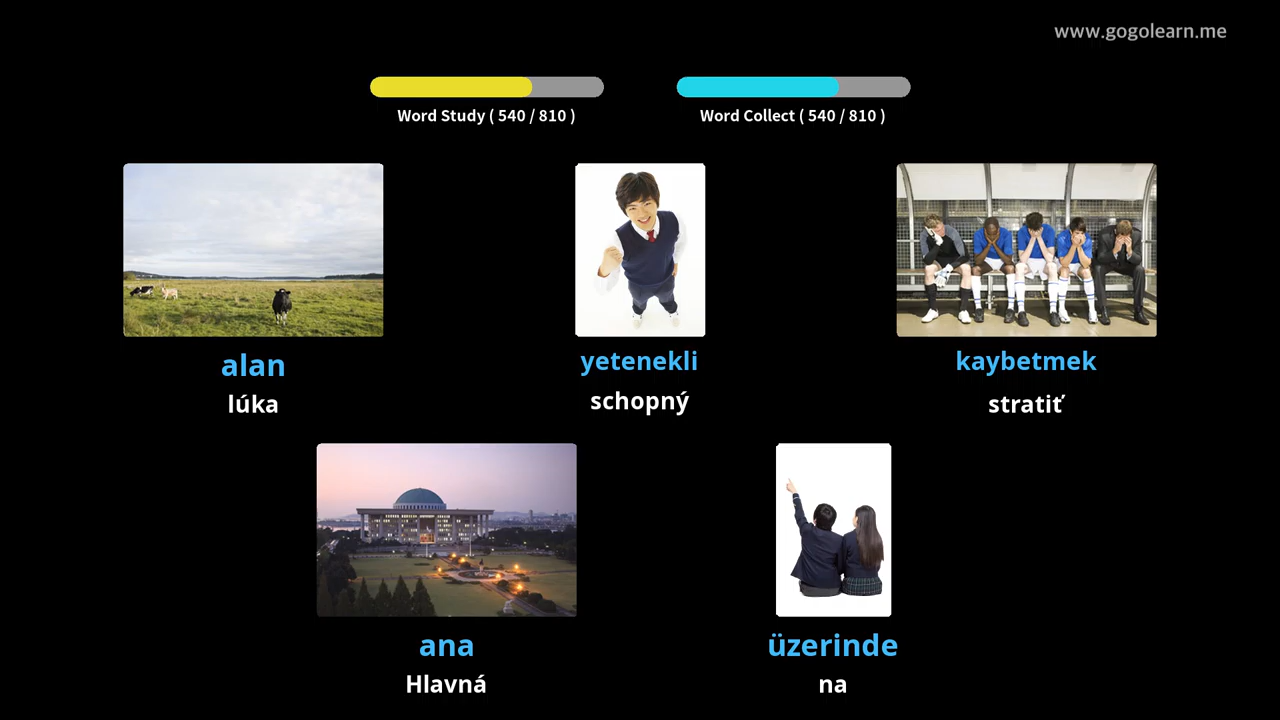 www.gogolearn.me
Word Study ( 540 / 810 )
Word Collect ( 540 / 810 )
alan
lúka
yetenekli
schopný
kaybetmek
stratiť
ana
Hlavná
üzerinde
na